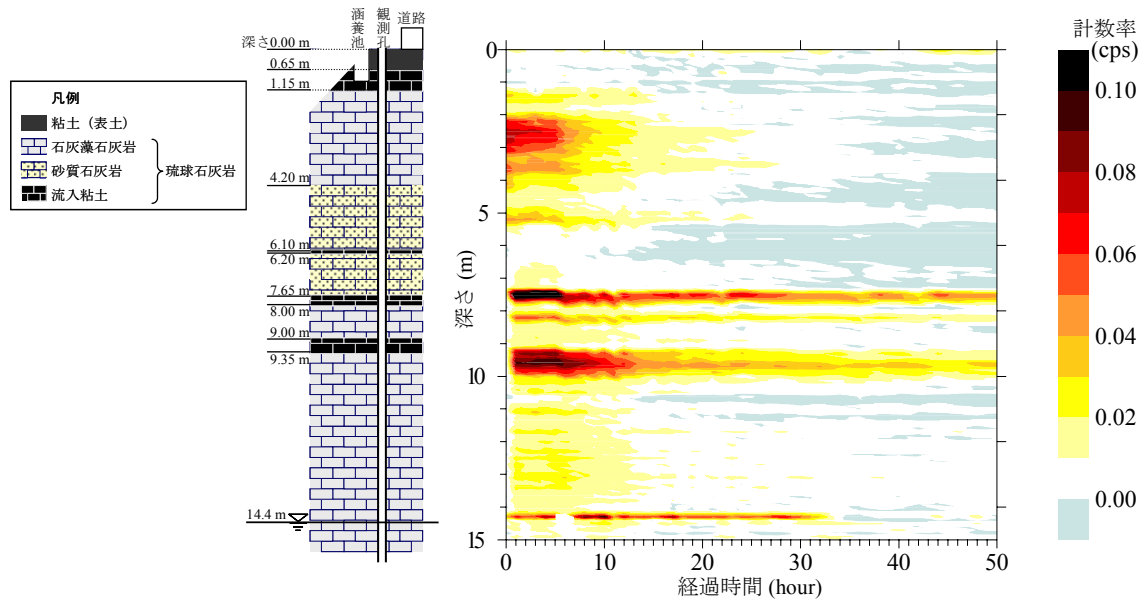 涵養池
観測孔
道路
深さ 0.00 m
0.65 m
1.15 m
4.20 m
6.10 m
6.20 m
7.65 m
8.00 m
9.00 m
9.35 m
14.4 m
凡例
粘土（表土）
石灰藻石灰岩
砂質石灰岩
流入粘土
琉球石灰岩
深さ (m)
0
5
10
15
0 10 20 30 40 50
経過時間 (hour)
計数率
(cps)
0.10
0.08
0.06
0.04
0.02
0.00